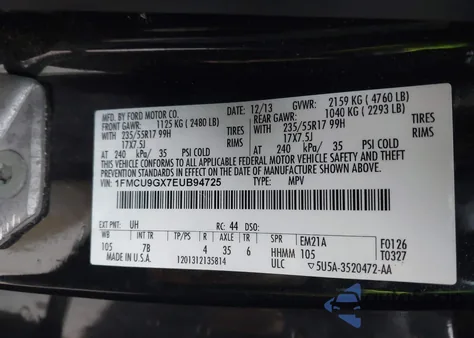 MFD. BY FORD MOTOR CO. 12/13 GVWR: 2159 KG ( 4760 LB)
FRONT GAWR: 1125 KG ( 2480 LB) REAR GAWR: 1040 KG ( 2293 LB)
WITH 235/55R17 99H TIRES WITH 235/55R17 99H TIRES
17X7.5J RIMS 17X7.5J RIMS
AT 240 kPa/ 35 PSI COLD AT 240 kPa/ 35 PSI COLD
THIS VEHICLE CONFORMS TO ALL APPLICABLE FEDERAL MOTOR VEHICLE SAFETY, BUMPER,
AND THEFT PREVENTION STANDARDS IN EFFECT ON THE DATE OF MANUFACTURE SHOWN ABOVE.
VIN: 1FMCU9GX7EUB94725 TYPE: MPV
EXT PNT: UH RC: 44 DSO:
WB INT TR TP/PS R AXLE TR SPR EM21A F0126
105 7B 4 35 6 HHMM 105 T0327
MADE IN U.S.A. 1201312135814 ULC 5U5A-3520472-AA